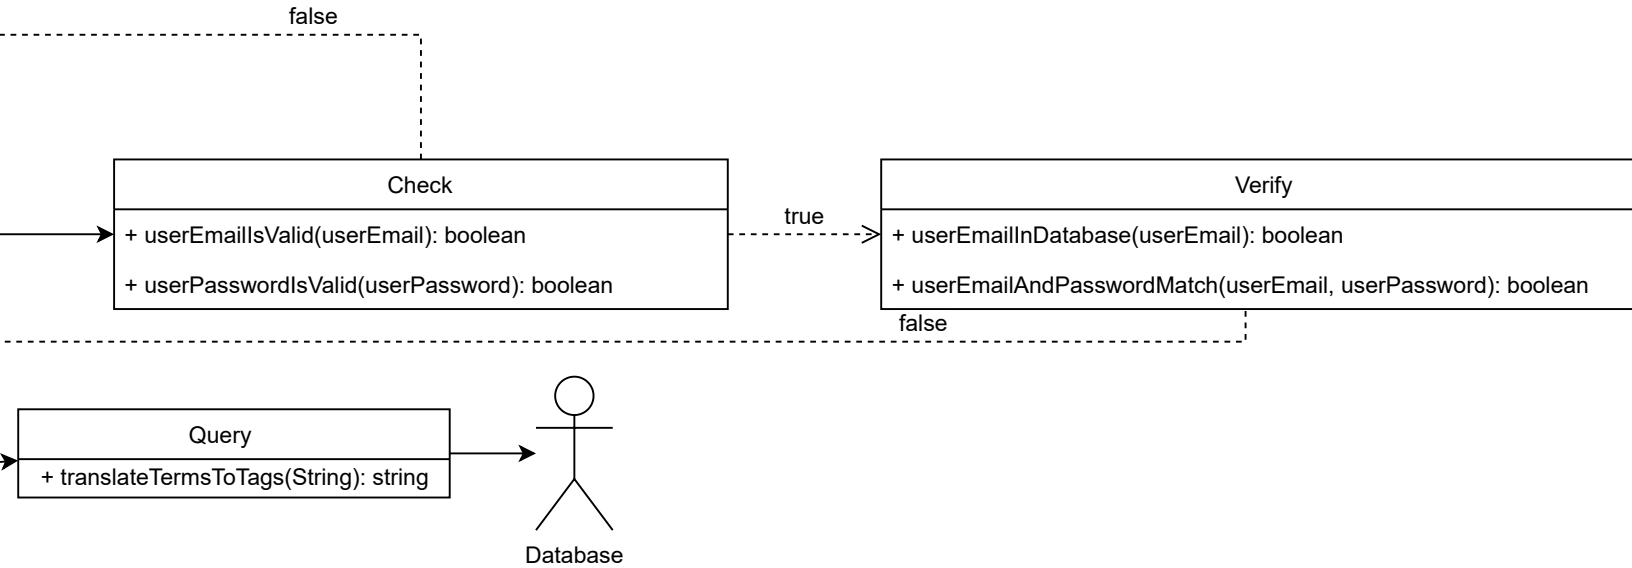 false
Check
+ userEmailIsValid(userEmail): boolean
+ userPasswordIsValid(userPassword): boolean
true
Verify
+ userEmailInDatabase(userEmail): boolean
+ userEmailAndPasswordMatch(userEmail, userPassword): boolean
false
Query
+ translateTermsToTags(String): string
Database